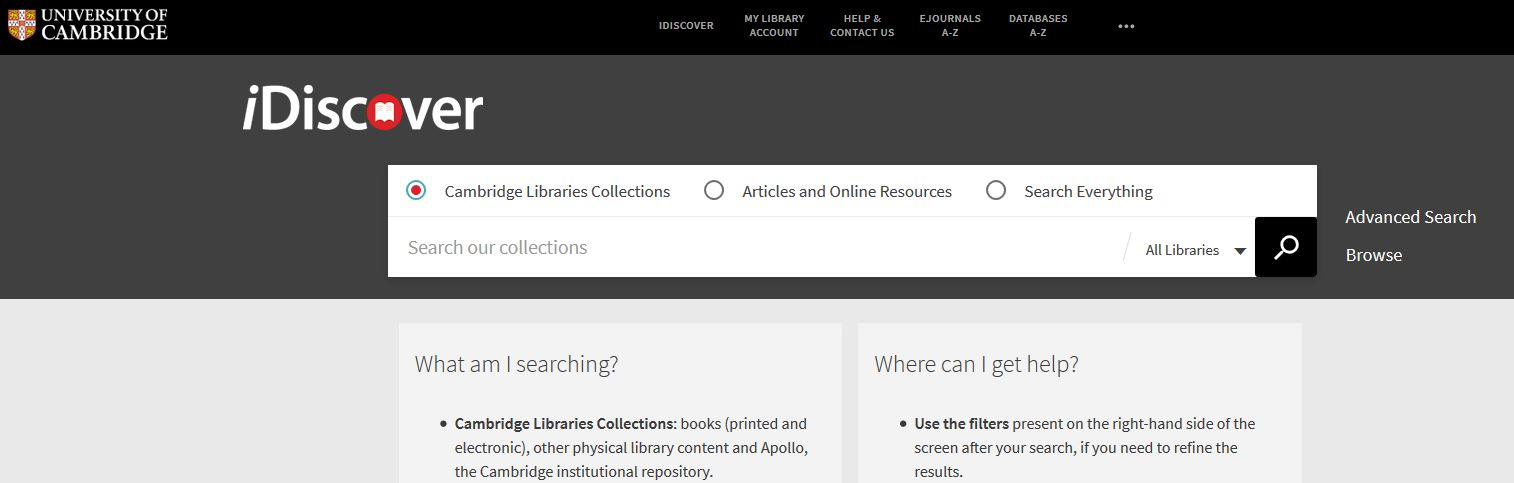 UNIVERSITY OF
CAMBRIDGE
IDISCOVER
MY LIBRARY
ACCOUNT
HELP &
CONTACT US
EJOURNALS
A-Z
DATABASES
A-Z
iDiscover
Cambridge Libraries Collections
Articles and Online Resources
Search Everything
Search our collections
All Libraries
Advanced Search
Browse
What am I searching?
Cambridge Libraries Collections: books (printed and
electronic), other physical library content and Apollo,
the Cambridge institutional repository.
Where can I get help?
Use the filters present on the right-hand side of the
screen after your search, if you need to refine the
results.